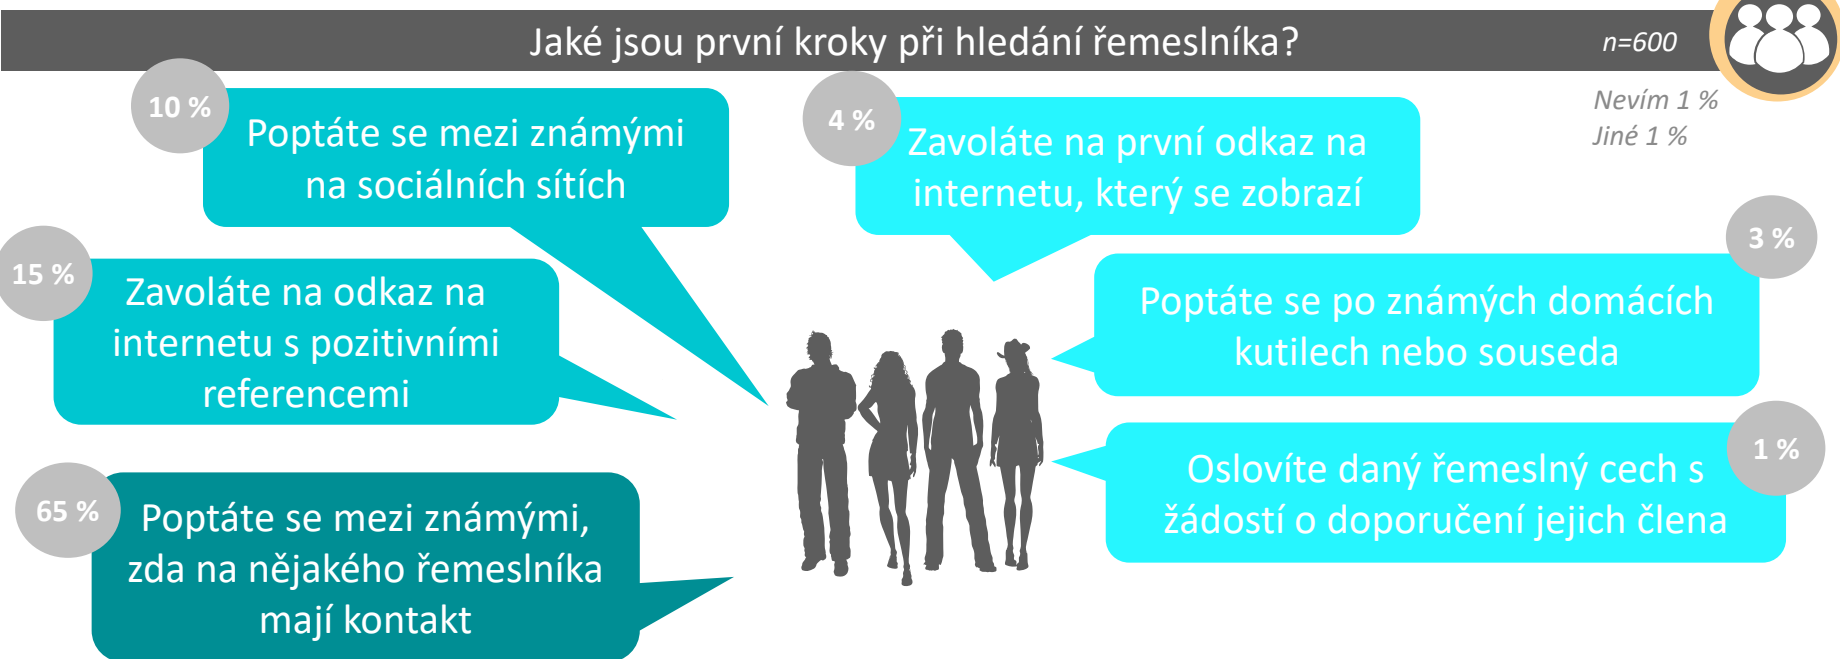 Jaké jsou první kroky při hledání řemeslníka?
n=600
Nevím 1 %
Jiné 1 %
10 %
Poptáte se mezi známými
na sociálních sítích
15 %
Zavoláte na odkaz na
internetu s pozitivními
referencemi
65 %
Poptáte se mezi známými,
zda na nějakého řemeslníka
mají kontakt
4 %
Zavoláte na první odkaz na
internetu, který se zobrazí
3 %
Poptáte se po známých domácích
kutilech nebo souseda
1 %
Oslovíte daný řemeslný cech s
žádostí o doporučení jejich člena